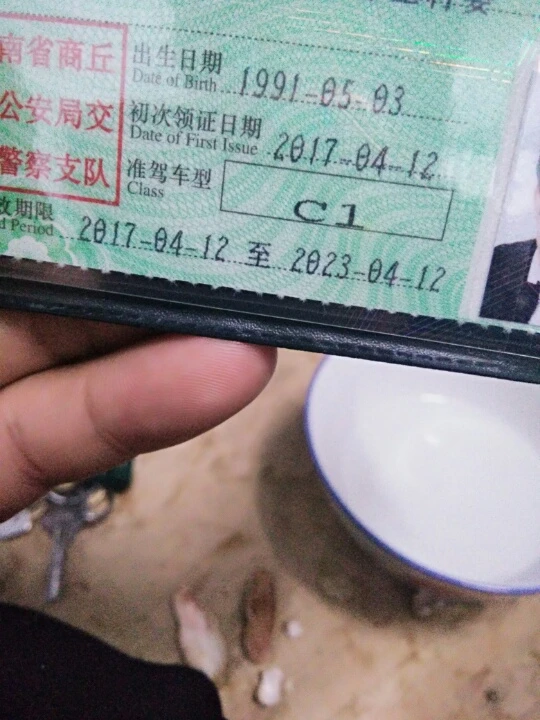 南省商丘
公安局交
警察支队
出生日期
Date of Birth 1991-05-03
初次领证日期
Date of First Issue 2017-04-12
准驾车型
Class C1
效期限
d Period 2017-04-12 至 2023-04-12